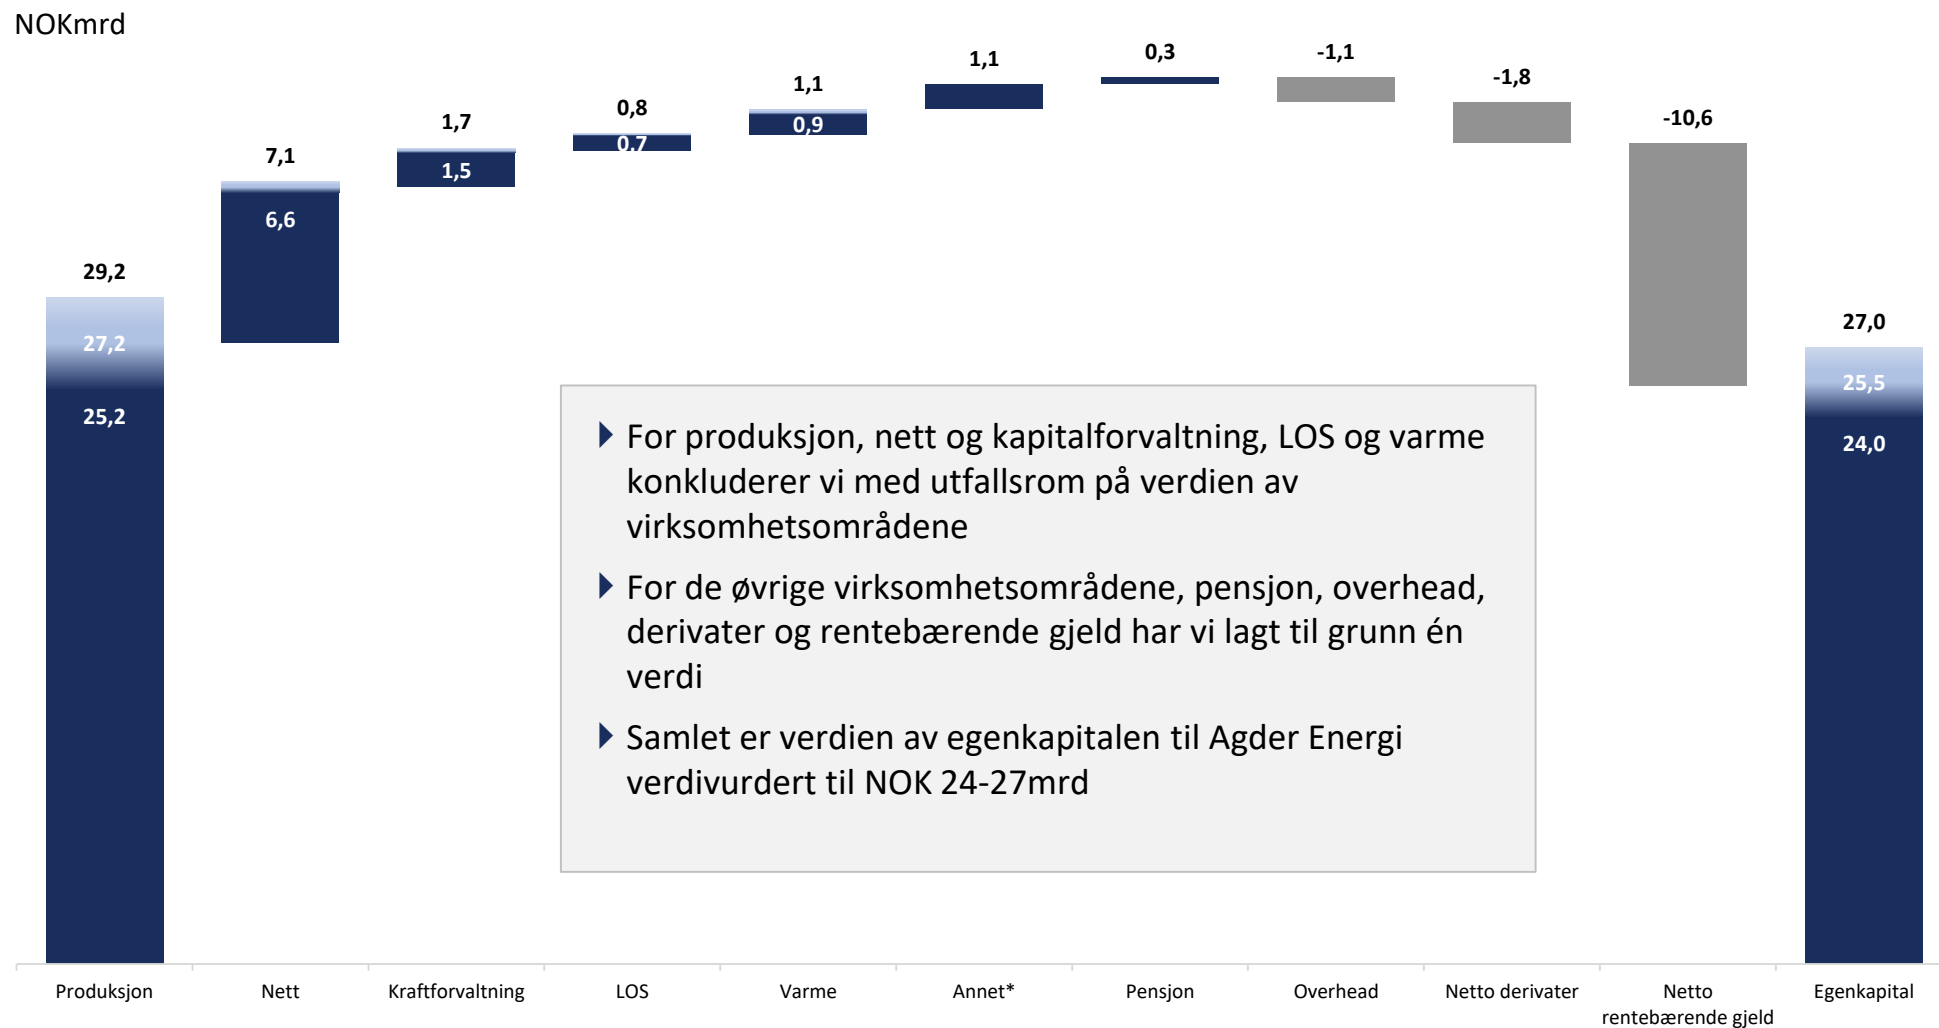 NOKmrd
29,2
27,2
25,2
7,1
6,6
1,7
1,5
0,8
0,7
1,1
0,9
1,1
0,3
-1,1
-1,8
-10,6
27,0
25,5
24,0
For produksjon, nett og kapitalforvaltning, LOS og varme
konkluderer vi med utfallsrom på verdien av
virksomhetsområdene
For de øvrige virksomhetsområdene, pensjon, overhead,
derivater og rentebærende gjeld har vi lagt til grunn én
verdi
Samlet er verdien av egenkapitalen til Agder Energi
verdivurdert til NOK 24-27mrd
Produksjon
Nett
Kraftforvaltning
LOS
Varme
Annet*
Pensjon
Overhead
Netto derivater
Netto
rentebærende gjeld
Egenkapital